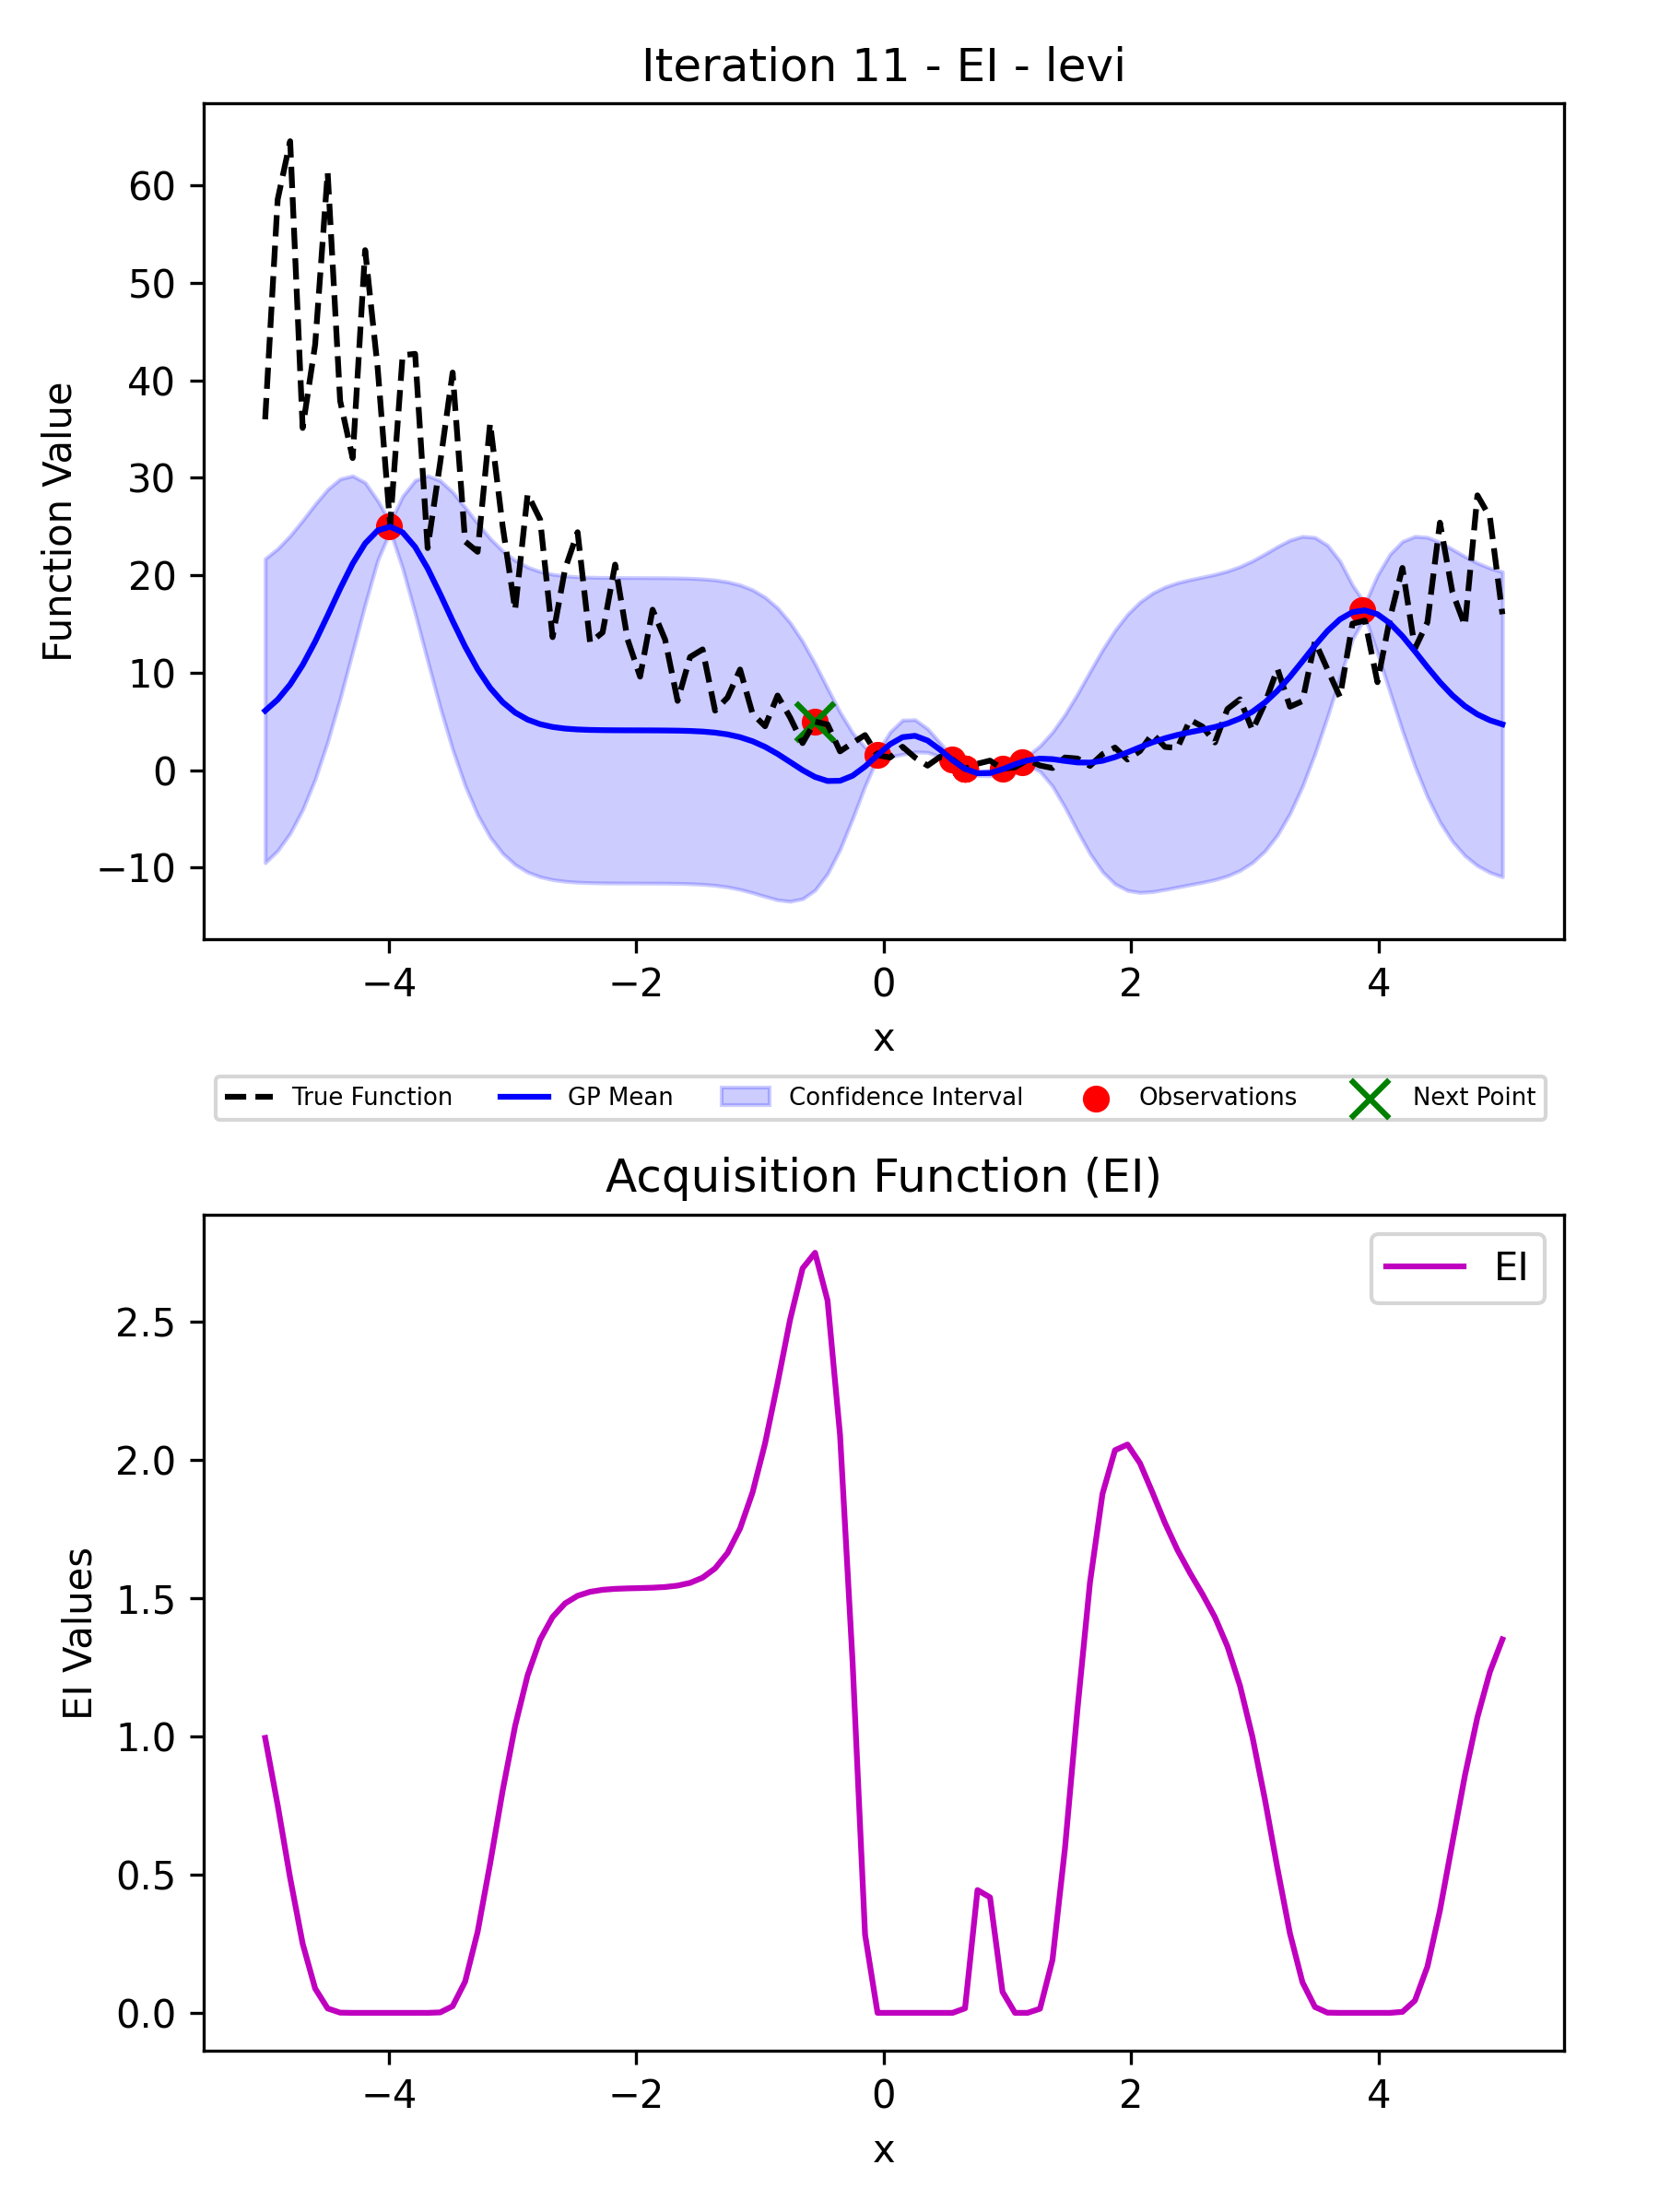 Iteration 11 - EI - levi
Function Value
60
50
40
30
20
10
0
−10
−4 −2 0 2 4
x
True Function GP Mean Confidence Interval Observations Next Point
Acquisition Function (EI)
EI
EI Values
2.5
2.0
1.5
1.0
0.5
0.0
−4 −2 0 2 4
x